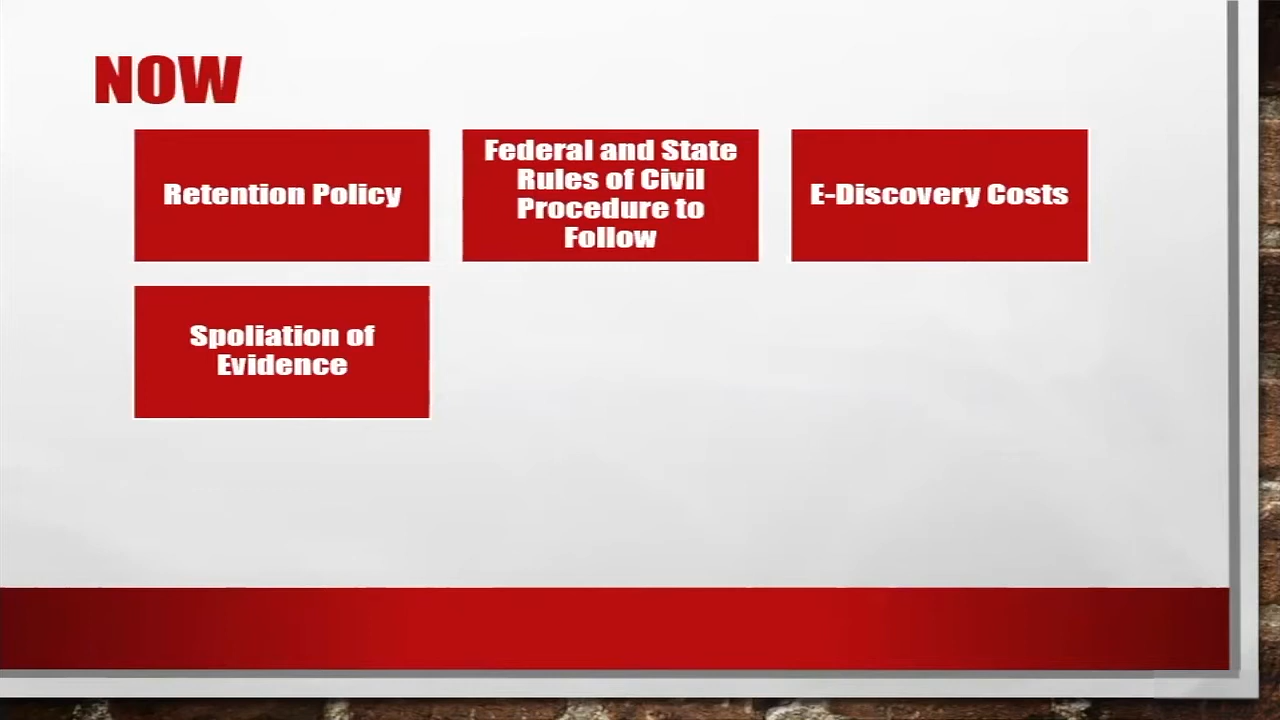 NOW
Retention Policy
Federal and State
Rules of Civil
Procedure to
Follow
E-Discovery Costs
Spoliation of
Evidence